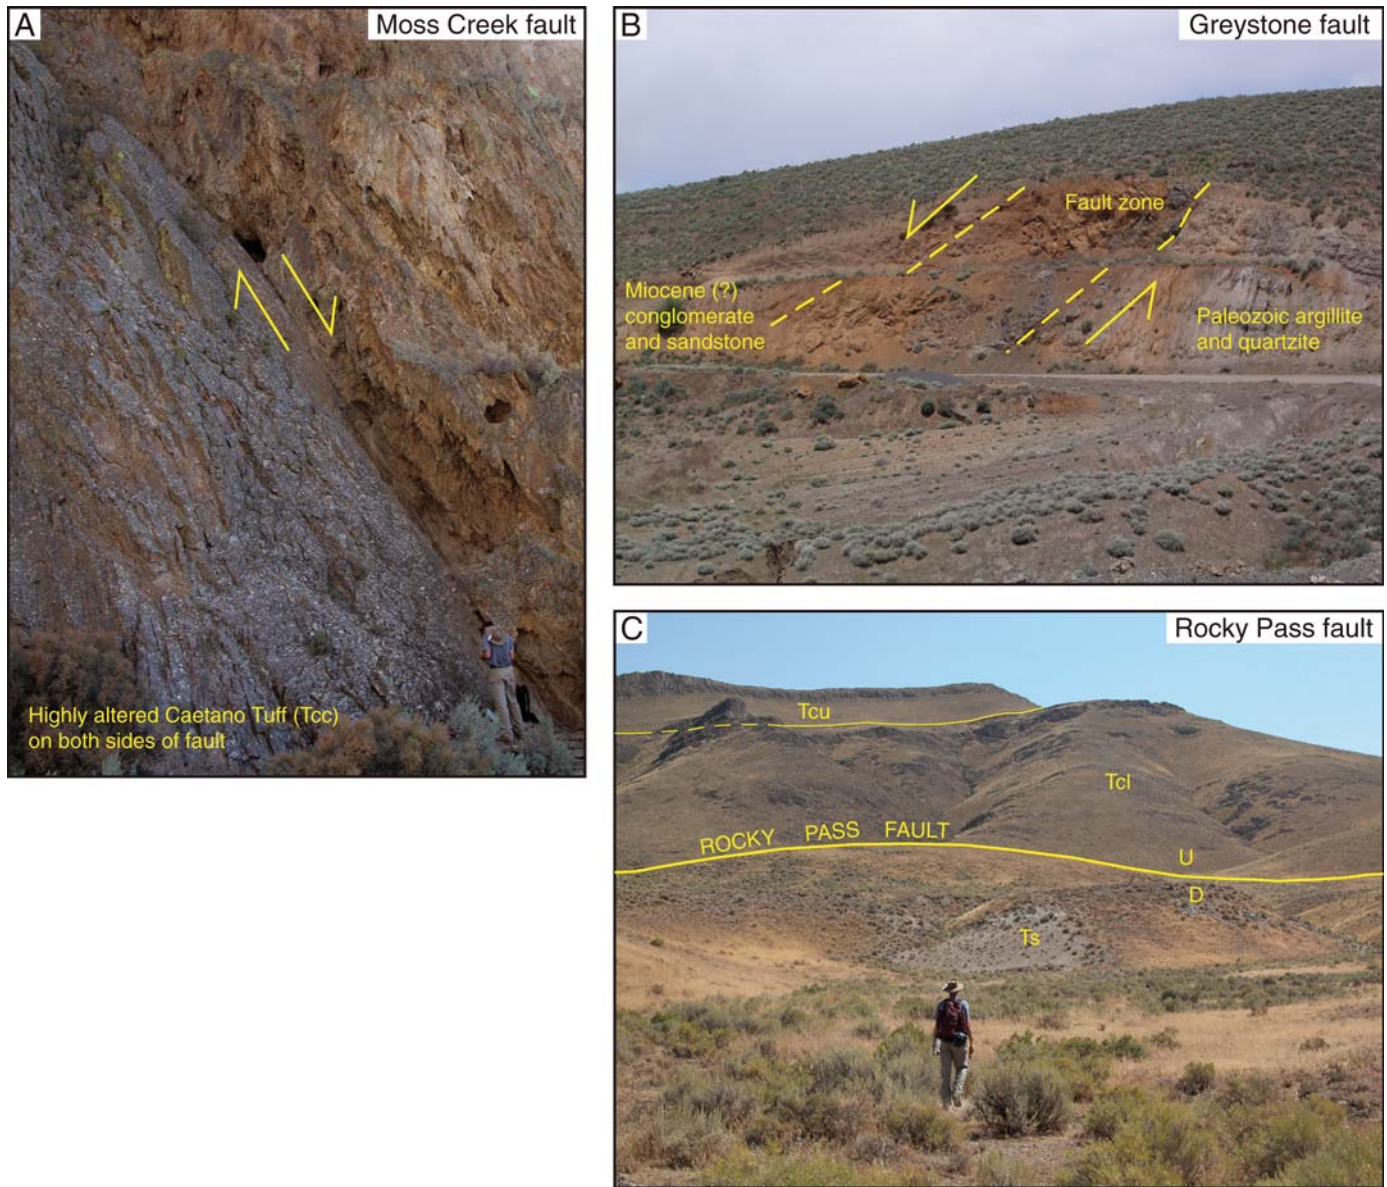 A
Moss Creek fault
Highly altered Caetano Tuff (Tcc)
on both sides of fault
B
Greystone fault
Fault zone
Miocene (?)
conglomerate
and sandstone
Paleozoic argillite
and quartzite
C
Rocky Pass fault
Tcu
Tcl
ROCKY PASS FAULT
U
D
Ts